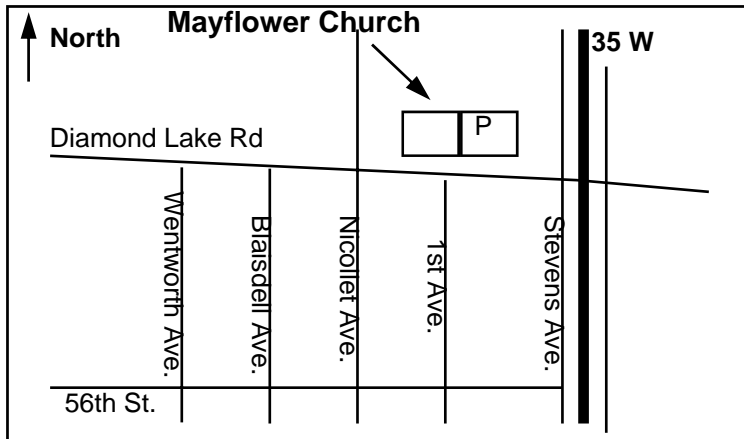 Mayflower Church
North
35 W
P
Diamond Lake Rd
Wentworth Ave.
Blaisdell Ave.
Nicollet Ave.
1st Ave.
Stevens Ave.
56th St.